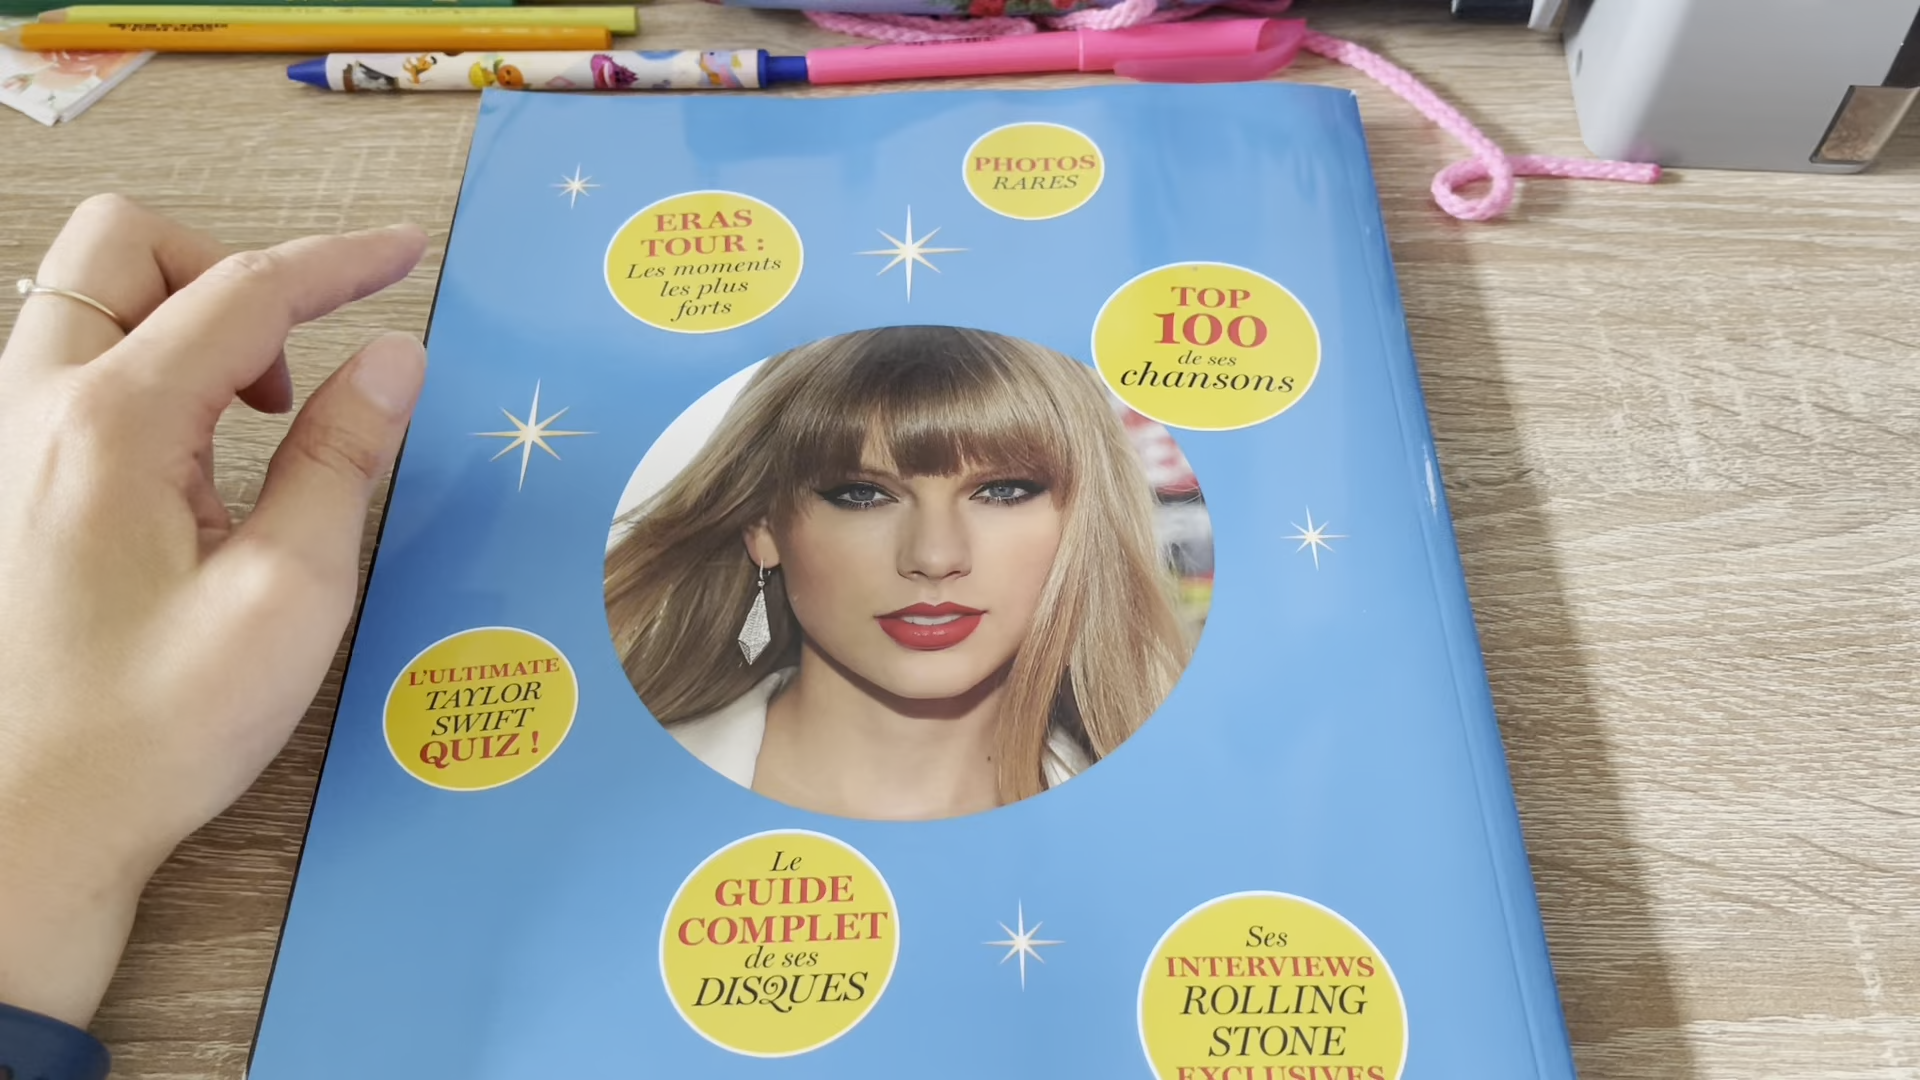 PHOTOS
RARES
ERAS
TOUR :
Les moments
les plus
forts
TOP
100
de ses
chansons
L'ULTIMATE
TAYLOR
SWIFT
QUIZ !
Le
GUIDE
COMPLET
de ses
DISQUES
Ses
INTERVIEWS
ROLLING
STONE
EXCLUSIVES